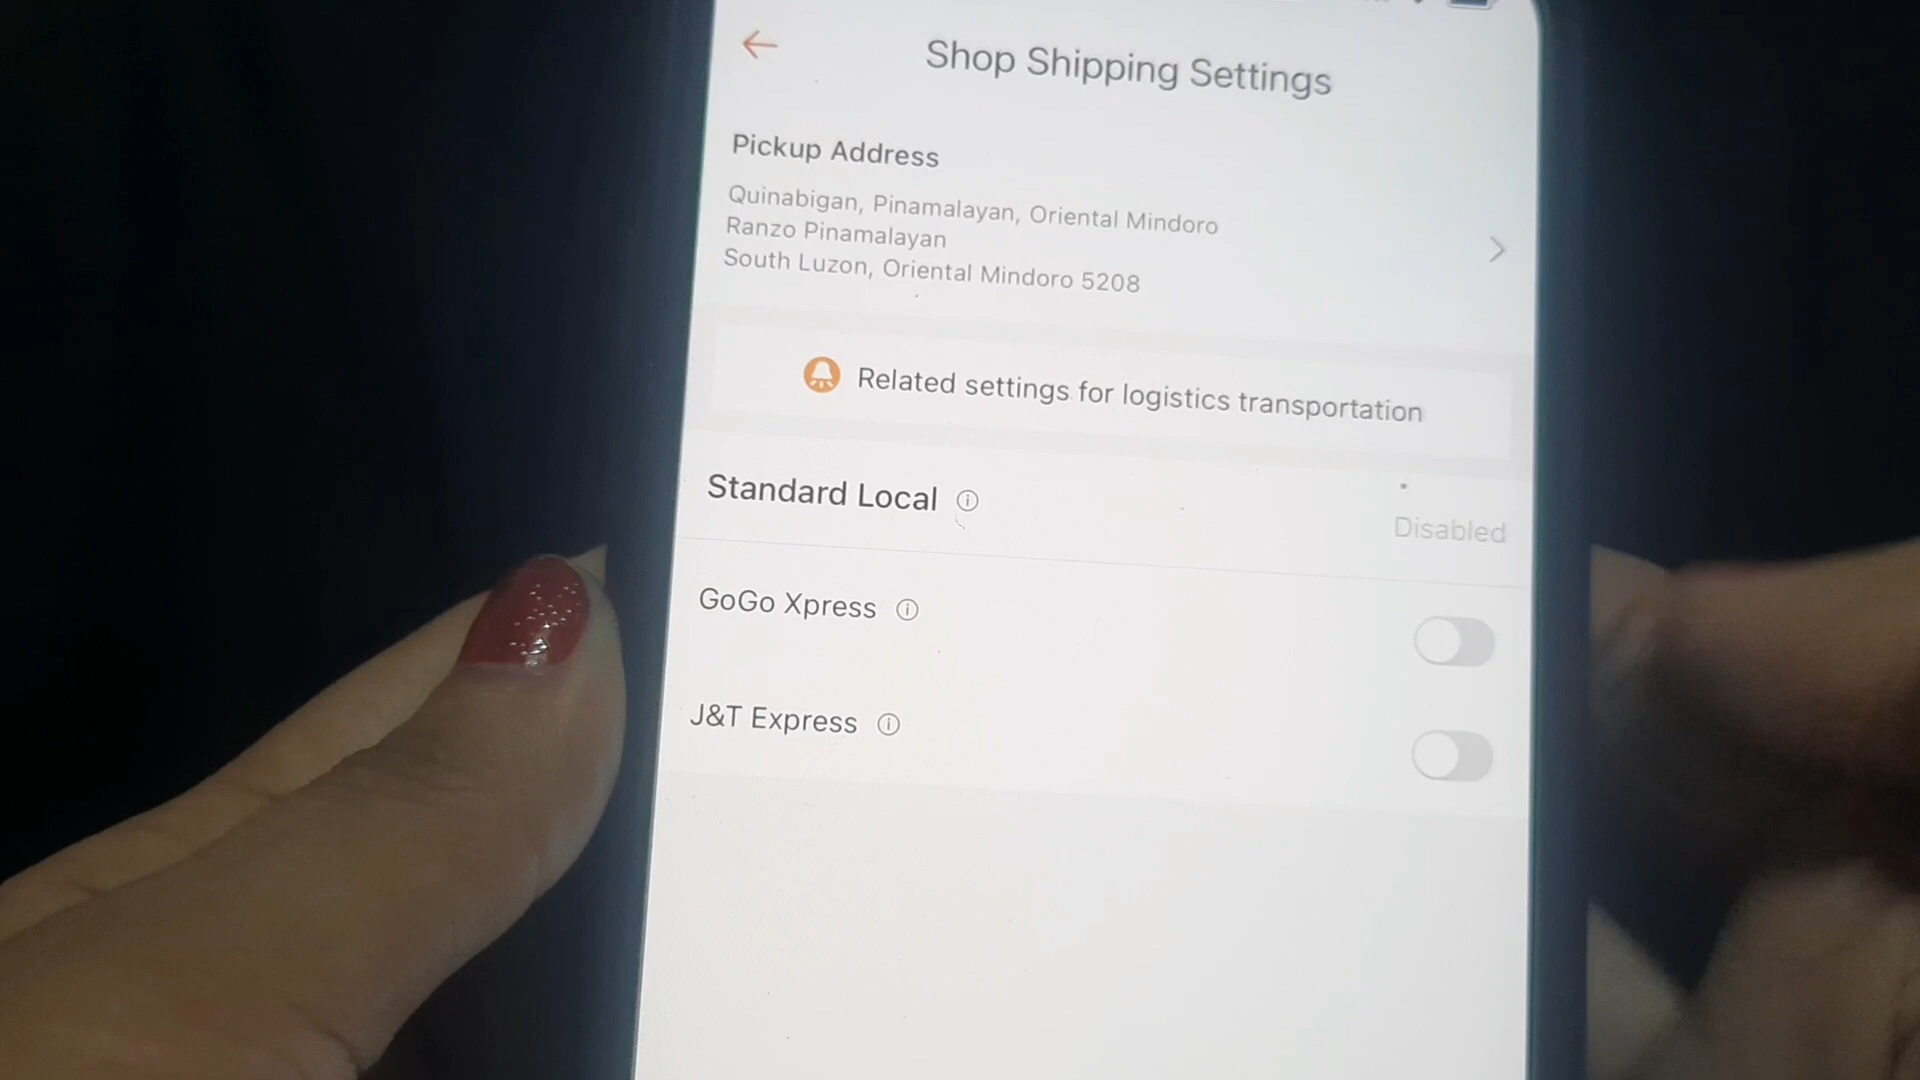 Shop Shipping Settings
Pickup Address
Quinabigan, Pinamalayan, Oriental Mindoro
Ranzo Pinamalayan
South Luzon, Oriental Mindoro 5208
Related settings for logistics transportation
Standard Local
Disabled
GoGo Xpress
J&T Express